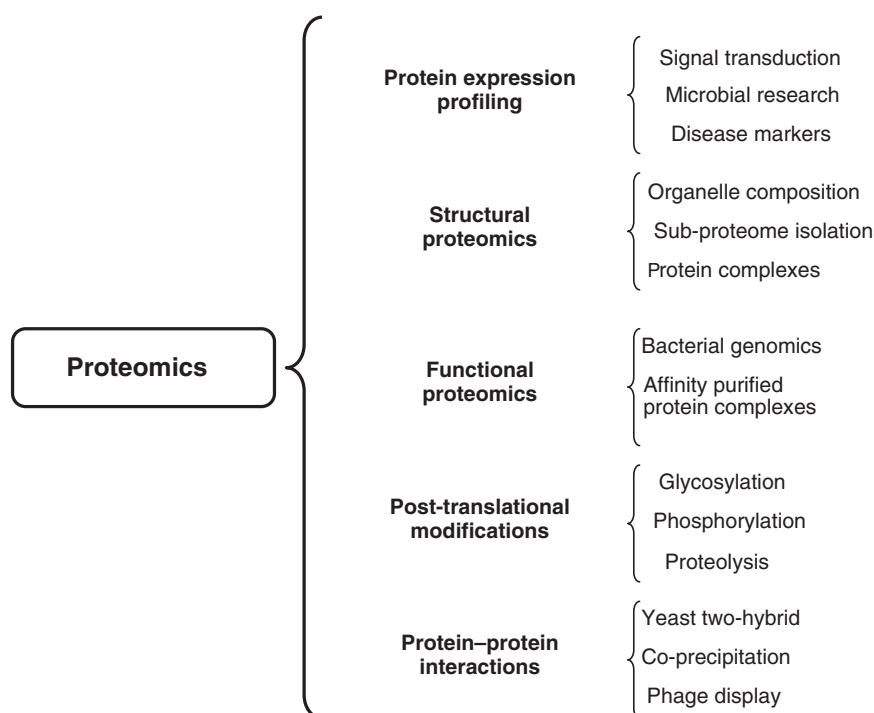 Proteomics
Protein expression
profiling
Signal transduction
Microbial research
Disease markers
Structural
proteomics
Organelle composition
Sub-proteome isolation
Protein complexes
Functional
proteomics
Bacterial genomics
Affinity purified
protein complexes
Post-translational
modifications
Glycosylation
Phosphorylation
Proteolysis
Protein–protein
interactions
Yeast two-hybrid
Co-precipitation
Phage display